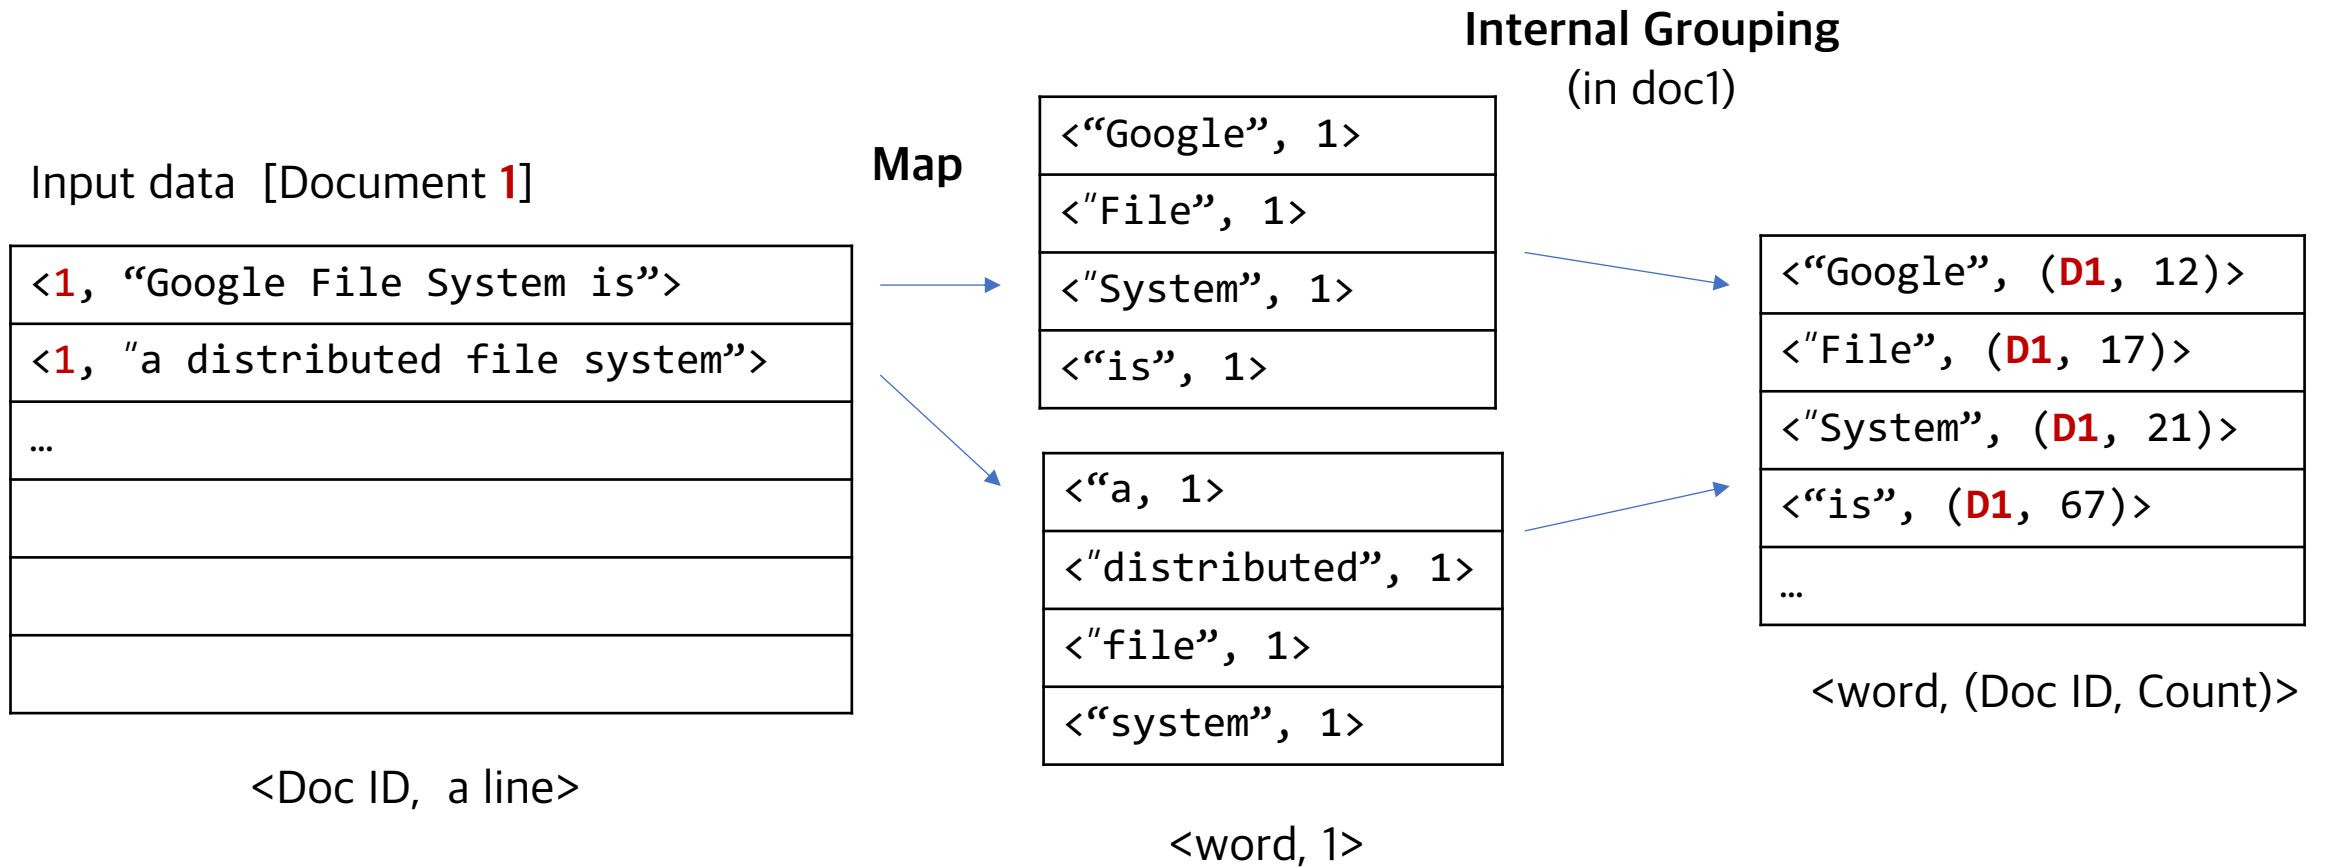 Input data [Document 1]
<1, “Google File System is”>
<1, "a distributed file system”>
…
<Doc ID, a line>
Map
<“Google”, 1>
<"File”, 1>
<"System”, 1>
<“is”, 1>
<“a, 1>
<"distributed”, 1>
<"file”, 1>
<“system”, 1>
<word, 1>
Internal Grouping
(in doc1)
<“Google”, (D1, 12)>
<"File”, (D1, 17)>
<"System”, (D1, 21)>
<“is”, (D1, 67)>
…
<word, (Doc ID, Count)>